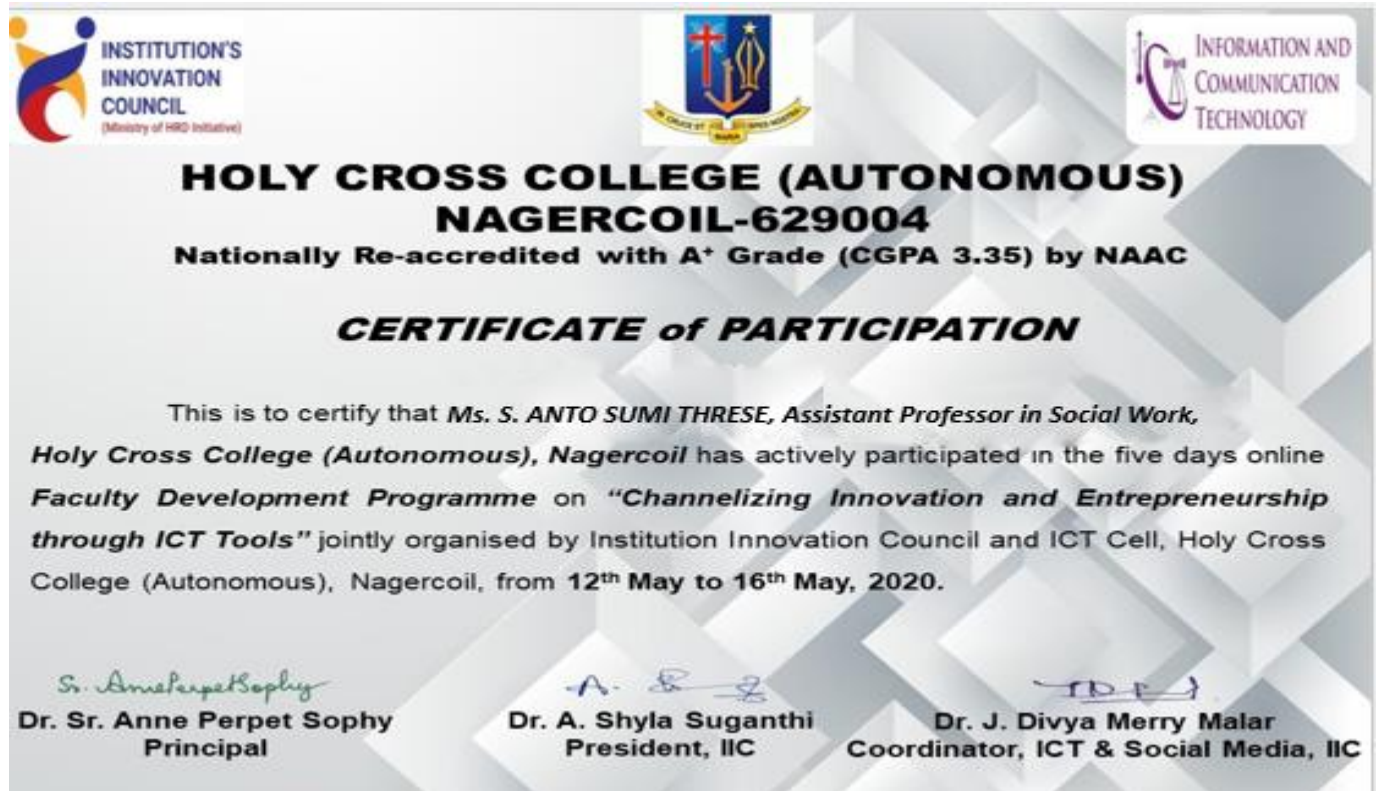 INSTITUTION'S
INNOVATION
COUNCIL
(Ministry of HRD Initiative)
INFORMATION AND
COMMUNICATION
TECHNOLOGY
HOLY CROSS COLLEGE (AUTONOMOUS)
NAGERCOIL-629004
Nationally Re-accredited with A⁺ Grade (CGPA 3.35) by NAAC
CERTIFICATE of PARTICIPATION
This is to certify that Ms. S. ANTO SUMI THRESE, Assistant Professor in Social Work,
Holy Cross College (Autonomous), Nagercoil has actively participated in the five days online
Faculty Development Programme on "Channelizing Innovation and Entrepreneurship
through ICT Tools" jointly organised by Institution Innovation Council and ICT Cell, Holy Cross
College (Autonomous), Nagercoil, from 12th May to 16th May, 2020.
Sr. AnnePerpetSophy
Dr. Sr. Anne Perpet Sophy
Principal
Dr. A. Shyla Suganthi
President, IIC
Dr. J. Divya Merry Malar
Coordinator, ICT & Social Media, IIC